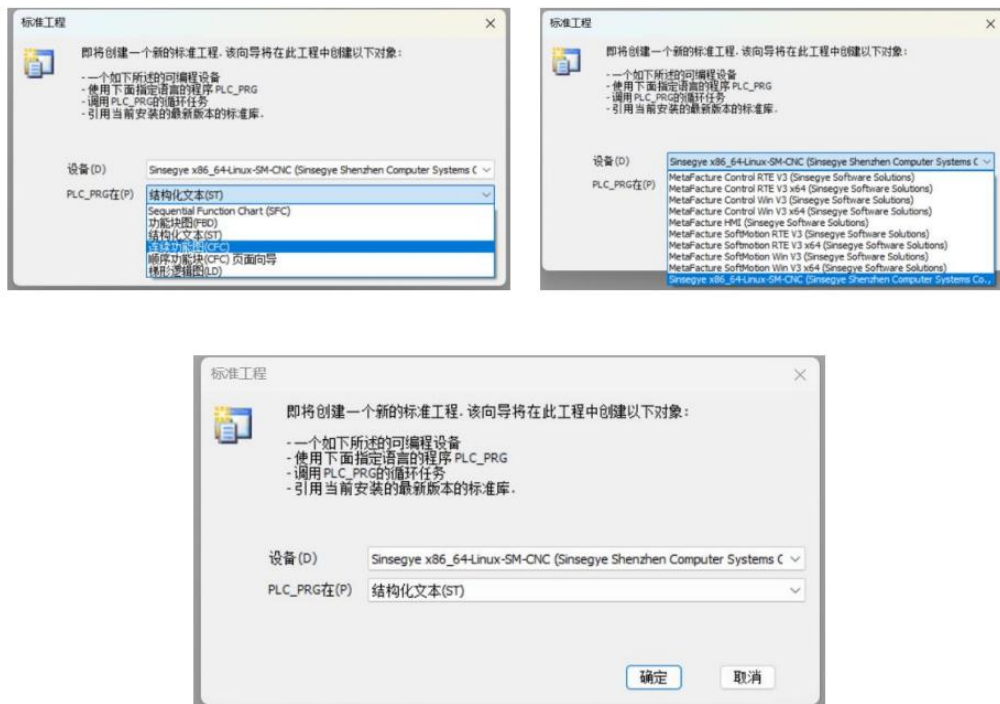 标准工程
即将创建一个新的标准工程. 该向导将在此工程中创建以下对象：
- 一个如下所述的可编程设备
- 使用下面指定语言的程序 PLC_PRG
- 调用 PLC_PRG的循环任务
- 引用当前安装的最新版本的标准库.
设备(D) Sinsegye x86_64-Linux-SM-CNC (Sinsegye Shenzhen Computer Systems C
PLC_PRG在(P) 结构化文本(ST)
Sequential Function Chart (SFC)
功能块图(FBD)
结构化文本(ST)
连续功能图(CFC)
顺序功能块(CFC) 页面向导
梯形逻辑图(LD)
标准工程
即将创建一个新的标准工程. 该向导将在此工程中创建以下对象：
- 一个如下所述的可编程设备
- 使用下面指定语言的程序 PLC_PRG
- 调用 PLC_PRG的循环任务
- 引用当前安装的最新版本的标准库.
设备(D) Sinsegye x86_64-Linux-SM-CNC (Sinsegye Shenzhen Computer Systems C
PLC_PRG在(P)
MetaFacture Control RTE V3 (Sinsegye Software Solutions)
MetaFacture Control RTE V3 x64 (Sinsegye Software Solutions)
MetaFacture Control Win V3 (Sinsegye Software Solutions)
MetaFacture Control Win V3 x64 (Sinsegye Software Solutions)
MetaFacture HMI (Sinsegye Software Solutions)
MetaFacture SoftMotion RTE V3 (Sinsegye Software Solutions)
MetaFacture Softmotion RTE V3 x64 (Sinsegye Software Solutions)
MetaFacture SoftMotion Win V3 (Sinsegye Software Solutions)
MetaFacture SoftMotion Win V3 x64 (Sinsegye Software Solutions)
Sinsegye x86_64-Linux-SM-CNC (Sinsegye Shenzhen Computer Systems Co.,
标准工程
即将创建一个新的标准工程. 该向导将在此工程中创建以下对象：
- 一个如下所述的可编程设备
- 使用下面指定语言的程序 PLC_PRG
- 调用 PLC_PRG的循环任务
- 引用当前安装的最新版本的标准库.
设备(D) Sinsegye x86_64-Linux-SM-CNC (Sinsegye Shenzhen Computer Systems C
PLC_PRG在(P) 结构化文本(ST)
确定 取消